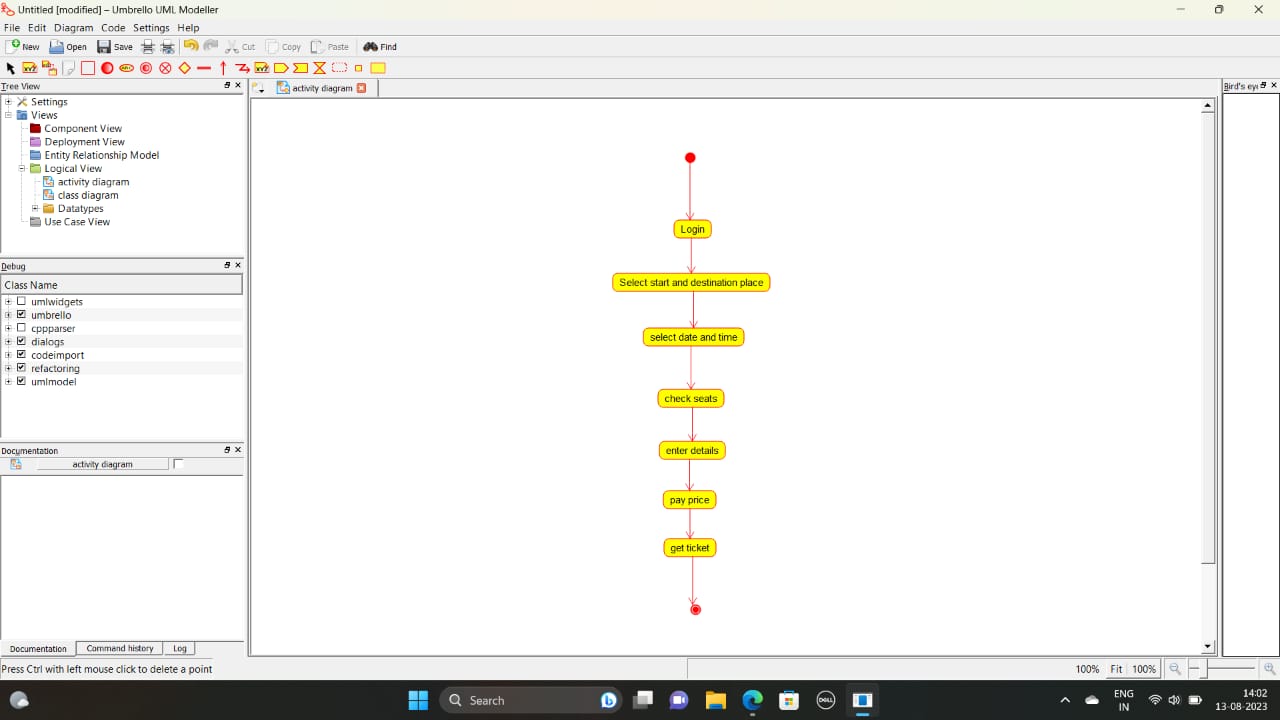 Untitled [modified] – Umbrello UML Modeller
File Edit Diagram Code Settings Help
New Open Save Cut Copy Paste Find
Tree View
activity diagram
Bird's eye
Settings
Views
Component View
Deployment View
Entity Relationship Model
Logical View
activity diagram
class diagram
Datatypes
Use Case View
Debug
Class Name
umlwidgets
umbrello
cppparser
dialogs
codeimport
refactoring
umlmodel
Documentation
activity diagram
Login
Select start and destination place
select date and time
check seats
enter details
pay price
get ticket
Documentation Command history Log
Press Ctrl with left mouse click to delete a point
100% Fit 100%
Search
DELL
ENG
IN
14:02
13-08-2023